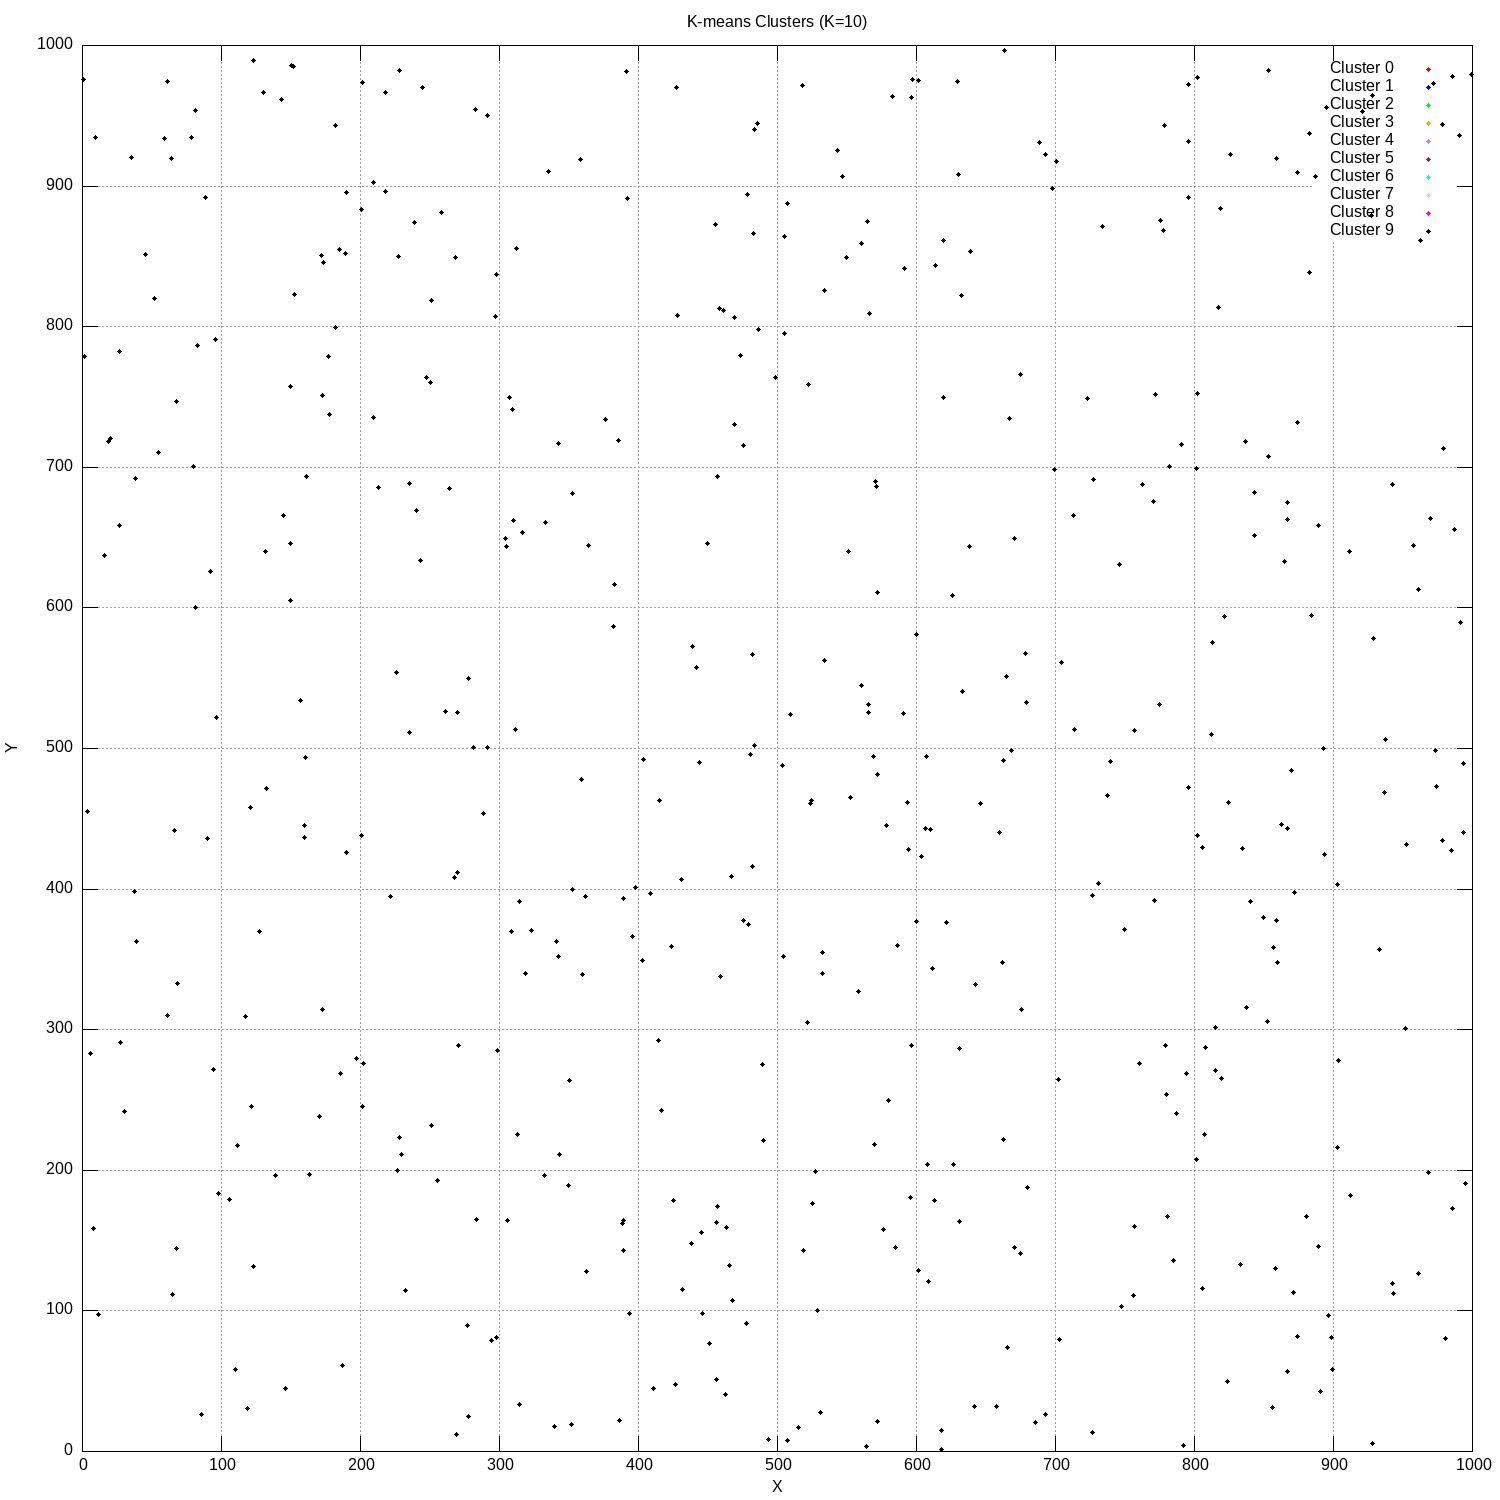 K-means Clusters (K=10)
1000
900
800
700
600
500
400
300
200
100
0
Y
Cluster 0
Cluster 1
Cluster 2
Cluster 3
Cluster 4
Cluster 5
Cluster 6
Cluster 7
Cluster 8
Cluster 9
0 100 200 300 400 500 600 700 800 900 1000
X